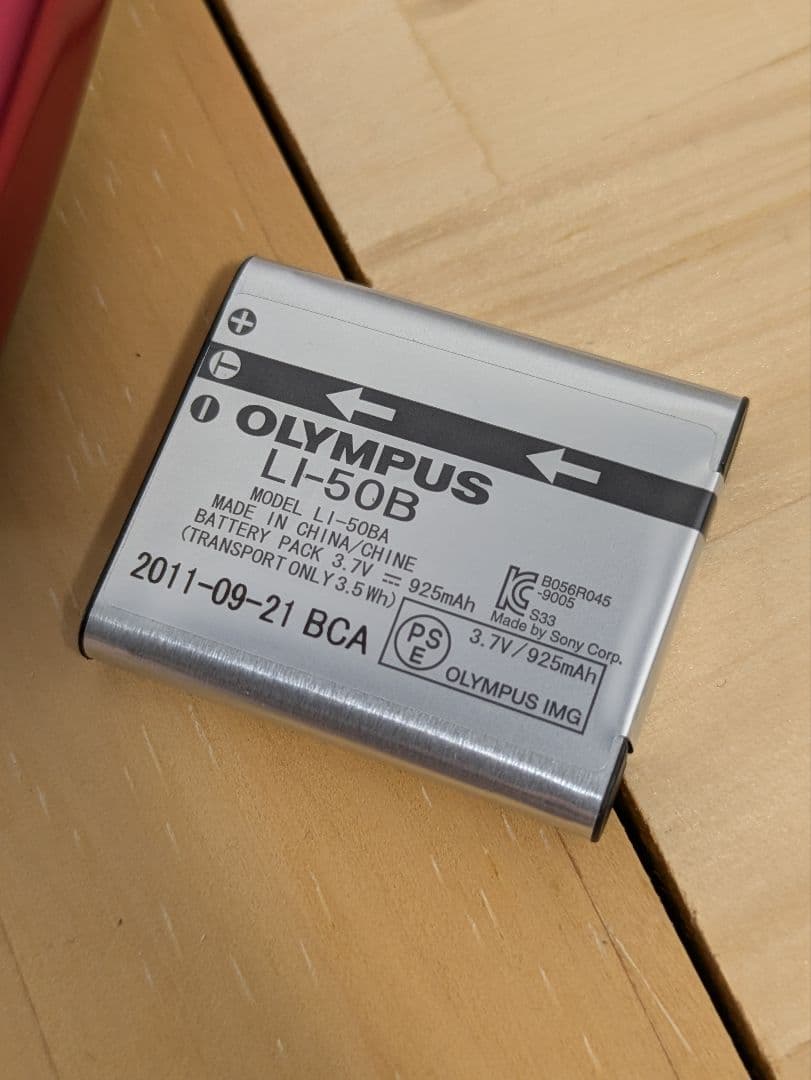 OLYMPUS
LI-50B
MODEL LI-50BA
MADE IN CHINA/CHINE
BATTERY PACK 3.7V ⎓ 925mAh
(TRANSPORT ONLY 3.5Wh)
2011-09-21 BCA
B056R045
-9005
S33
Made by Sony Corp.
PSE
3.7V/925mAh
OLYMPUS IMG